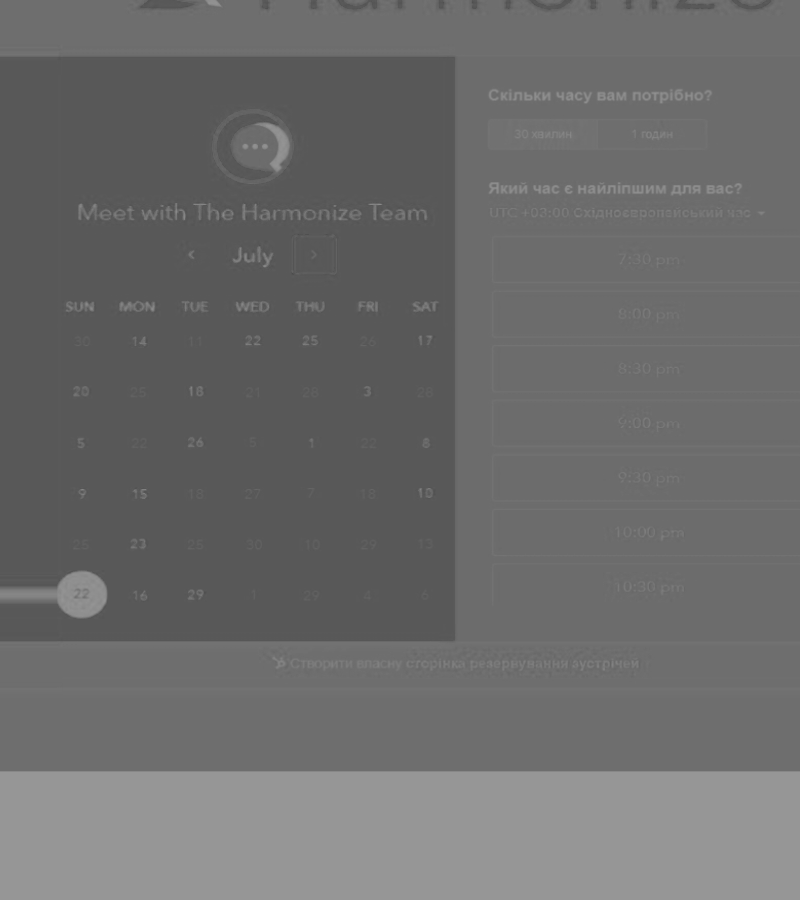 Harmonize
Meet with The Harmonize Team
July
SUN MON TUE WED THU FRI SAT
30 14 11 22 25 26 17
20 25 18 21 28 3 28
5 22 26 5 1 22 8
9 15 18 27 7 18 10
25 23 26 30 10 29 13
22 16 29 1 29 4 6
Скільки часу вам потрібно?
30 хвилин 1 годин
Який час є найліпшим для вас?
UTC +03:00 Східноєвропейський час
7:30 pm
8:00 pm
8:30 pm
9:00 pm
9:30 pm
10:00 pm
10:30 pm
Створити власну сторінка резервування зустрічей